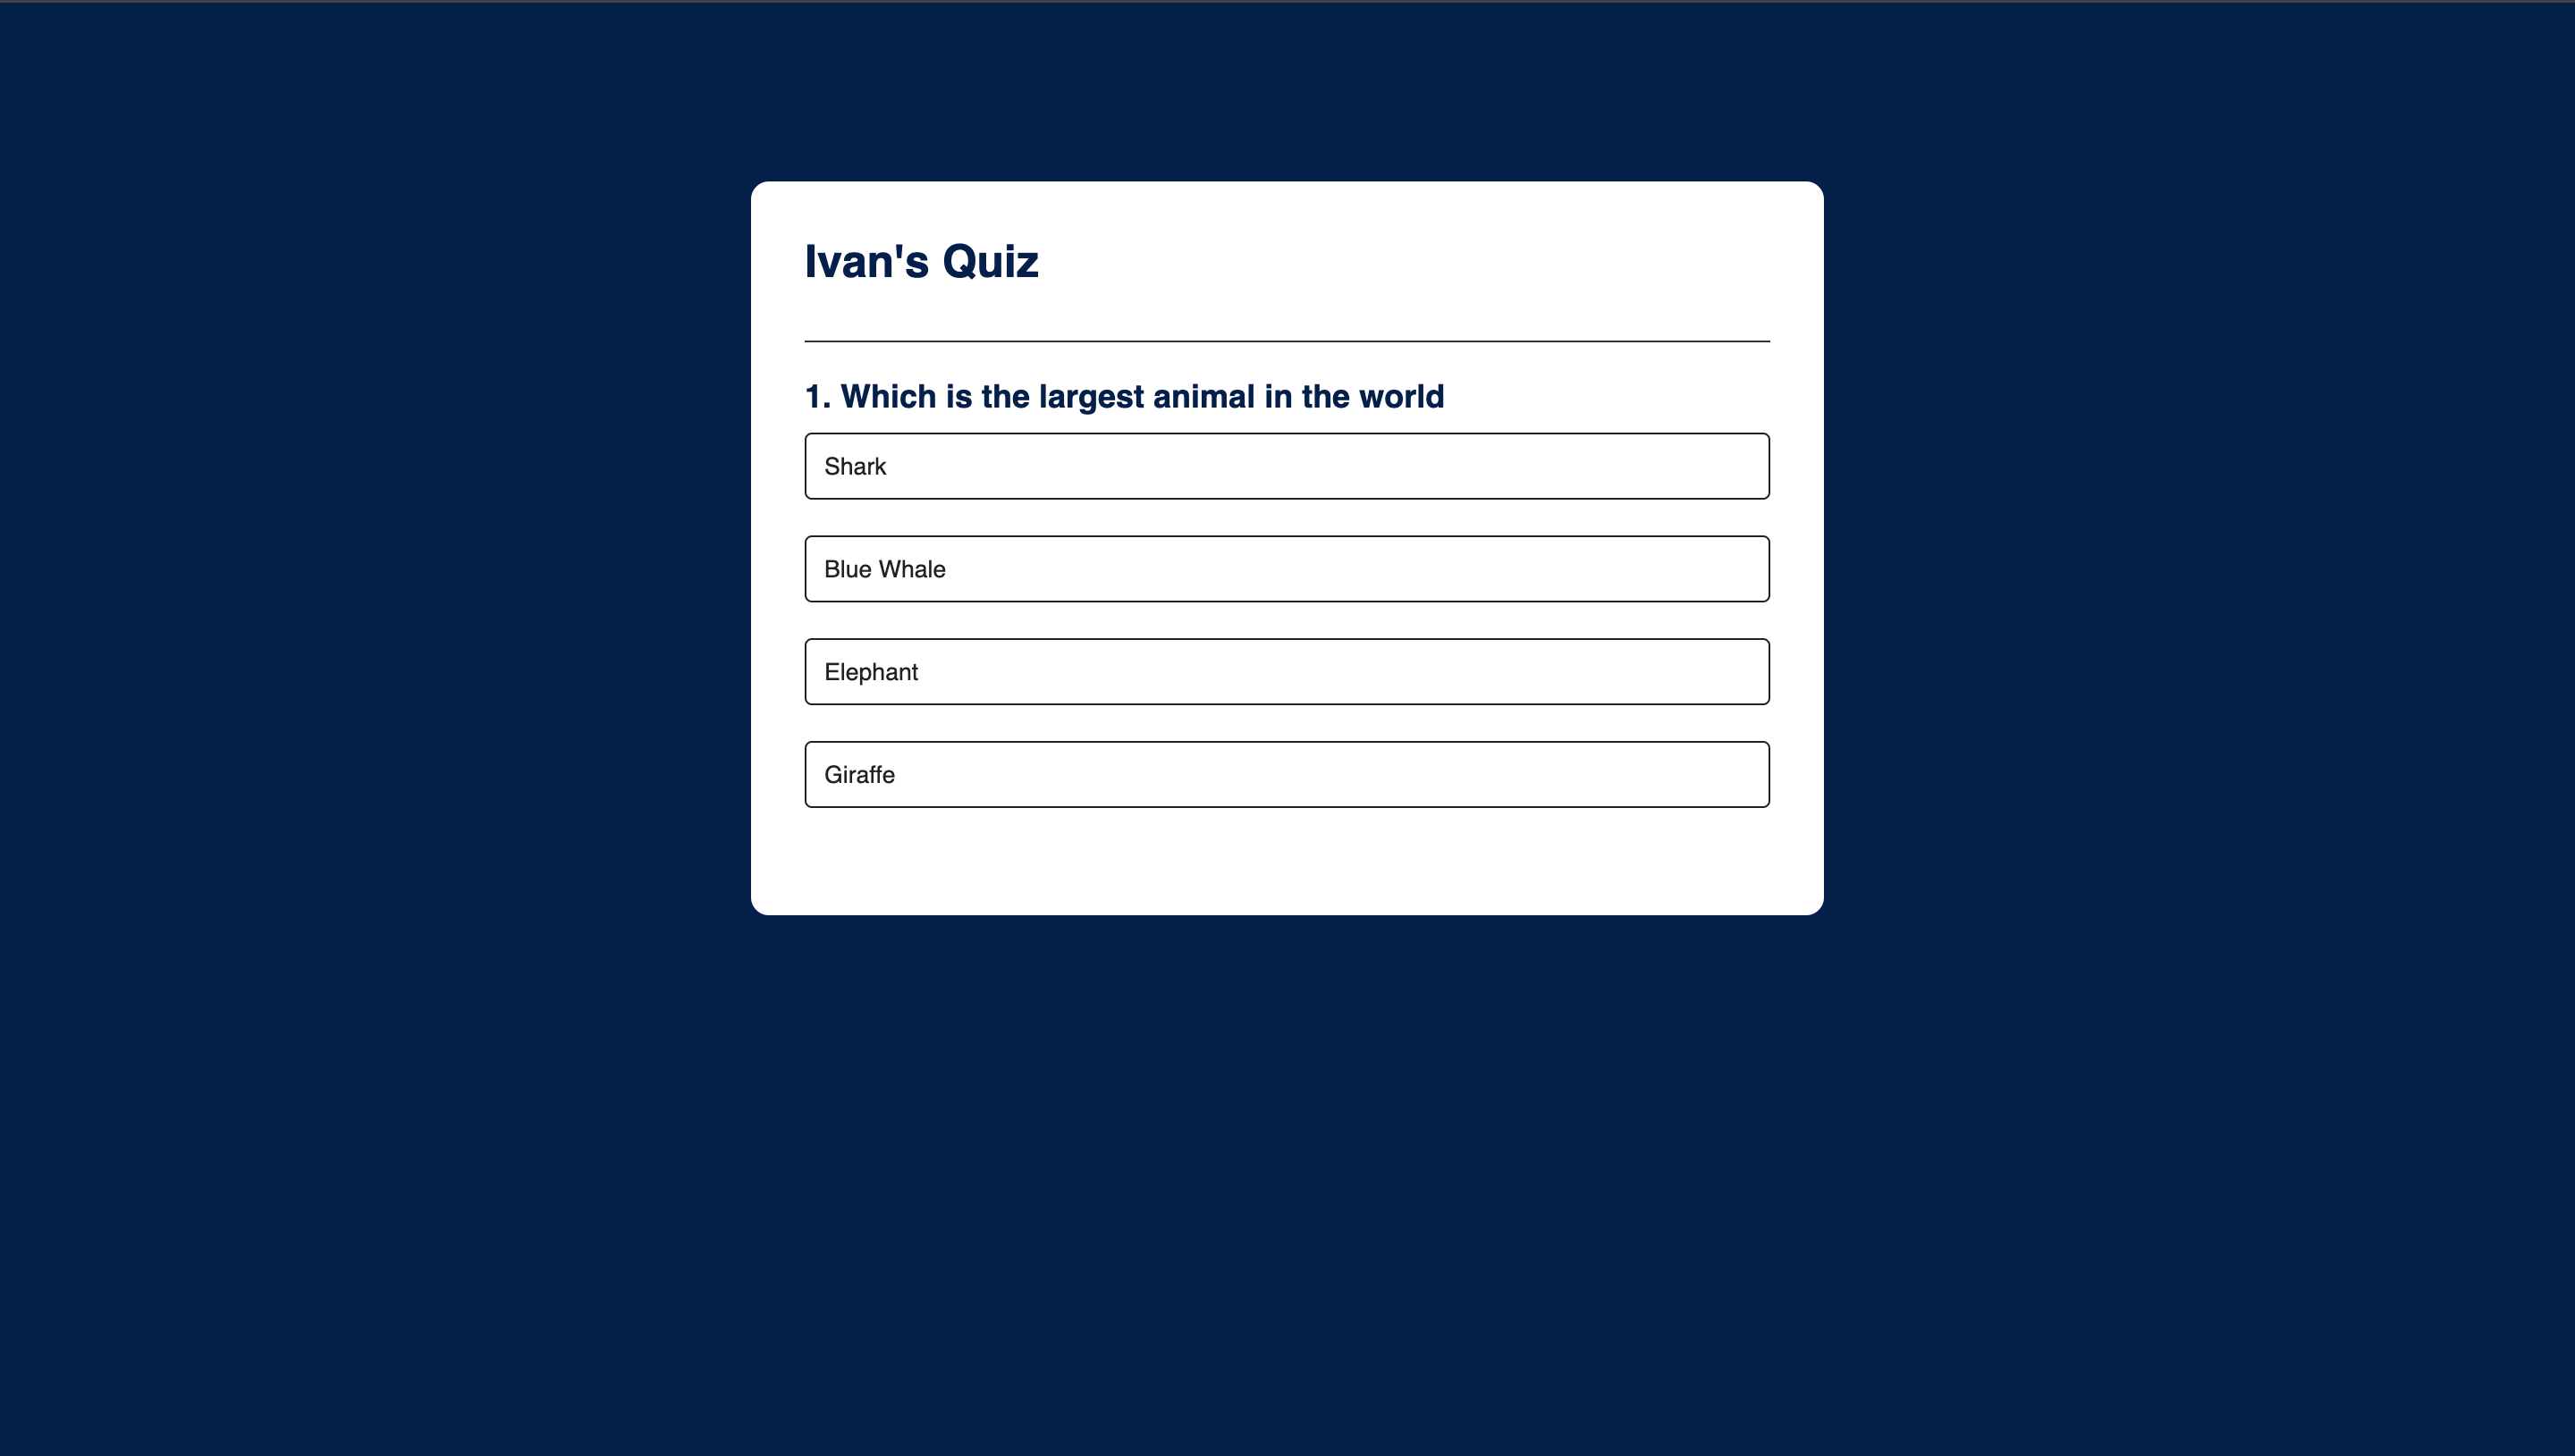 Ivan's Quiz
1. Which is the largest animal in the world
Shark
Blue Whale
Elephant
Giraffe